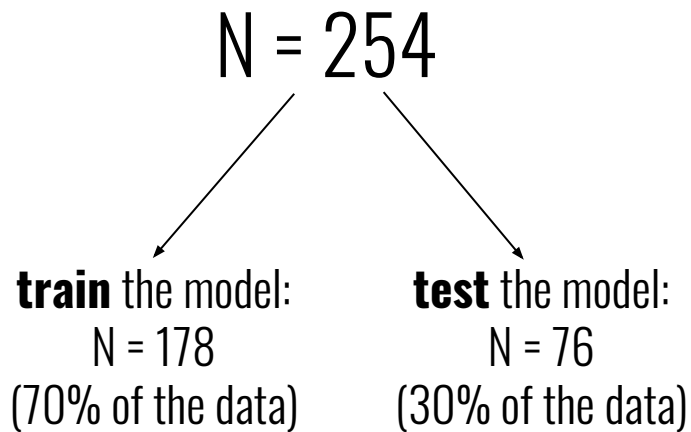 N = 254
train the model:
N = 178
(70% of the data)
test the model:
N = 76
(30% of the data)